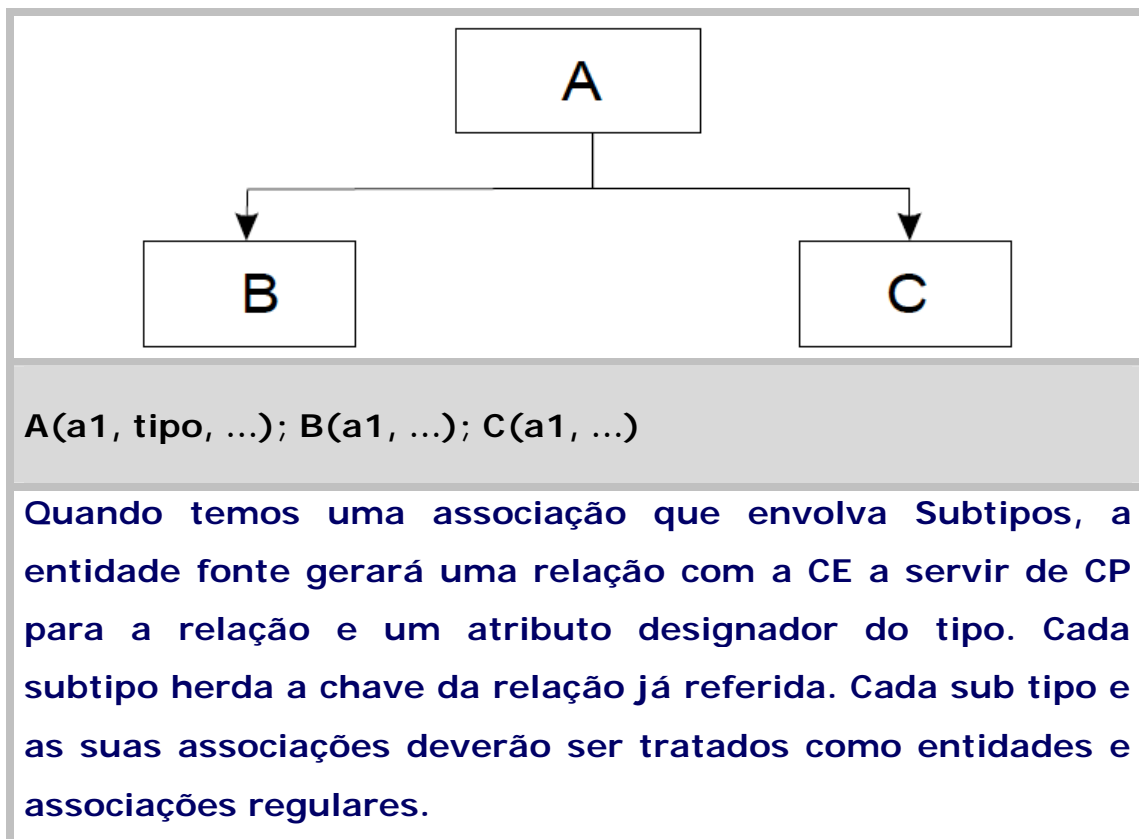 A
B
C
A(a1, tipo, ...); B(a1, ...); C(a1, ...)
Quando temos uma associação que envolva Subtipos, a
entidade fonte gerará uma relação com a CE a servir de CP
para a relação e um atributo designador do tipo. Cada
subtipo herda a chave da relação já referida. Cada sub tipo e
as suas associações deverão ser tratados como entidades e
associações regulares.